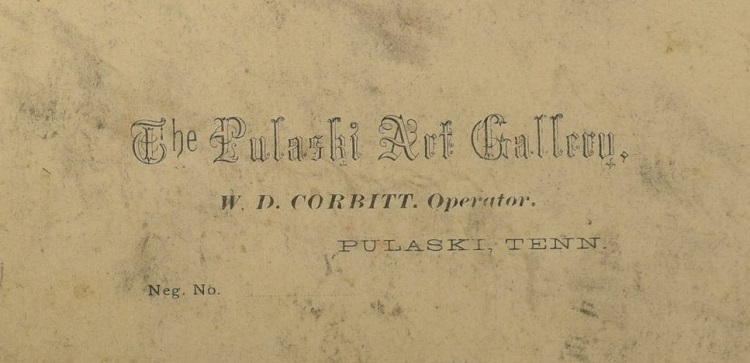 The Pulaski Art Gallery,
W. D. CORBITT. Operator.
PULASKI, TENN.
Neg. No.